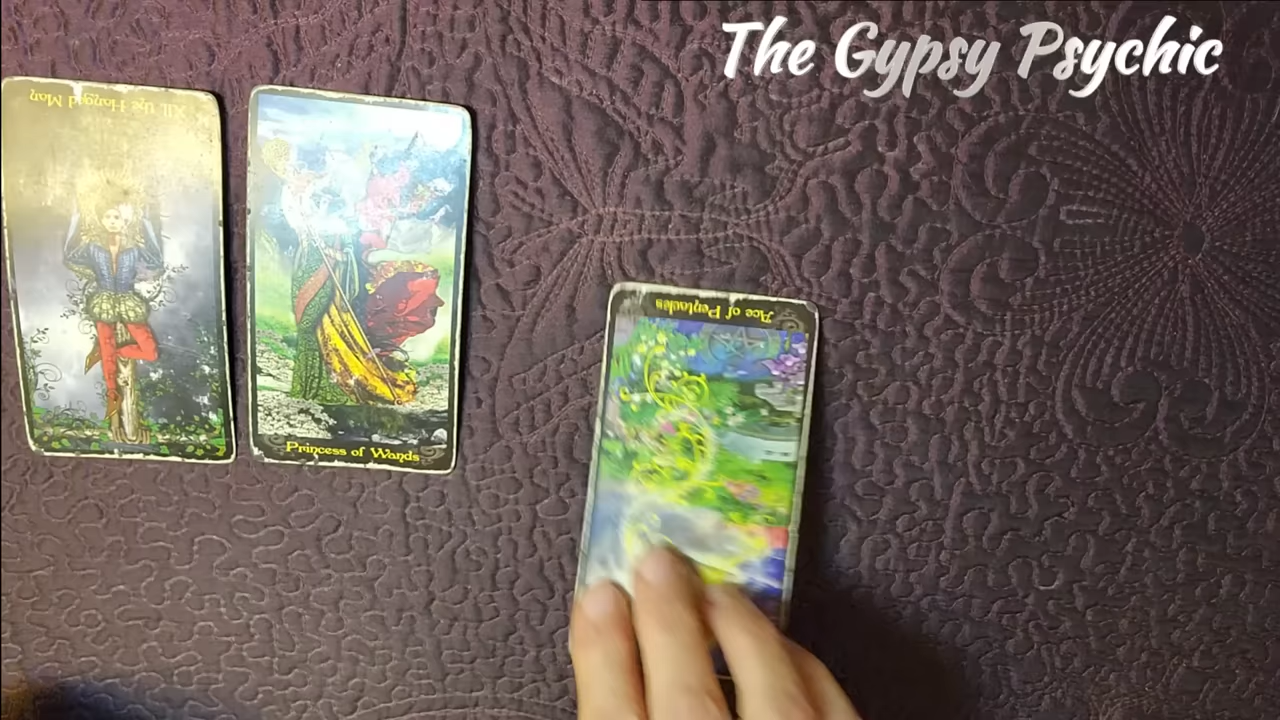 The Gypsy Psychic
XII, the Hanged Man
Princess of Wands
Ace of Pentacles